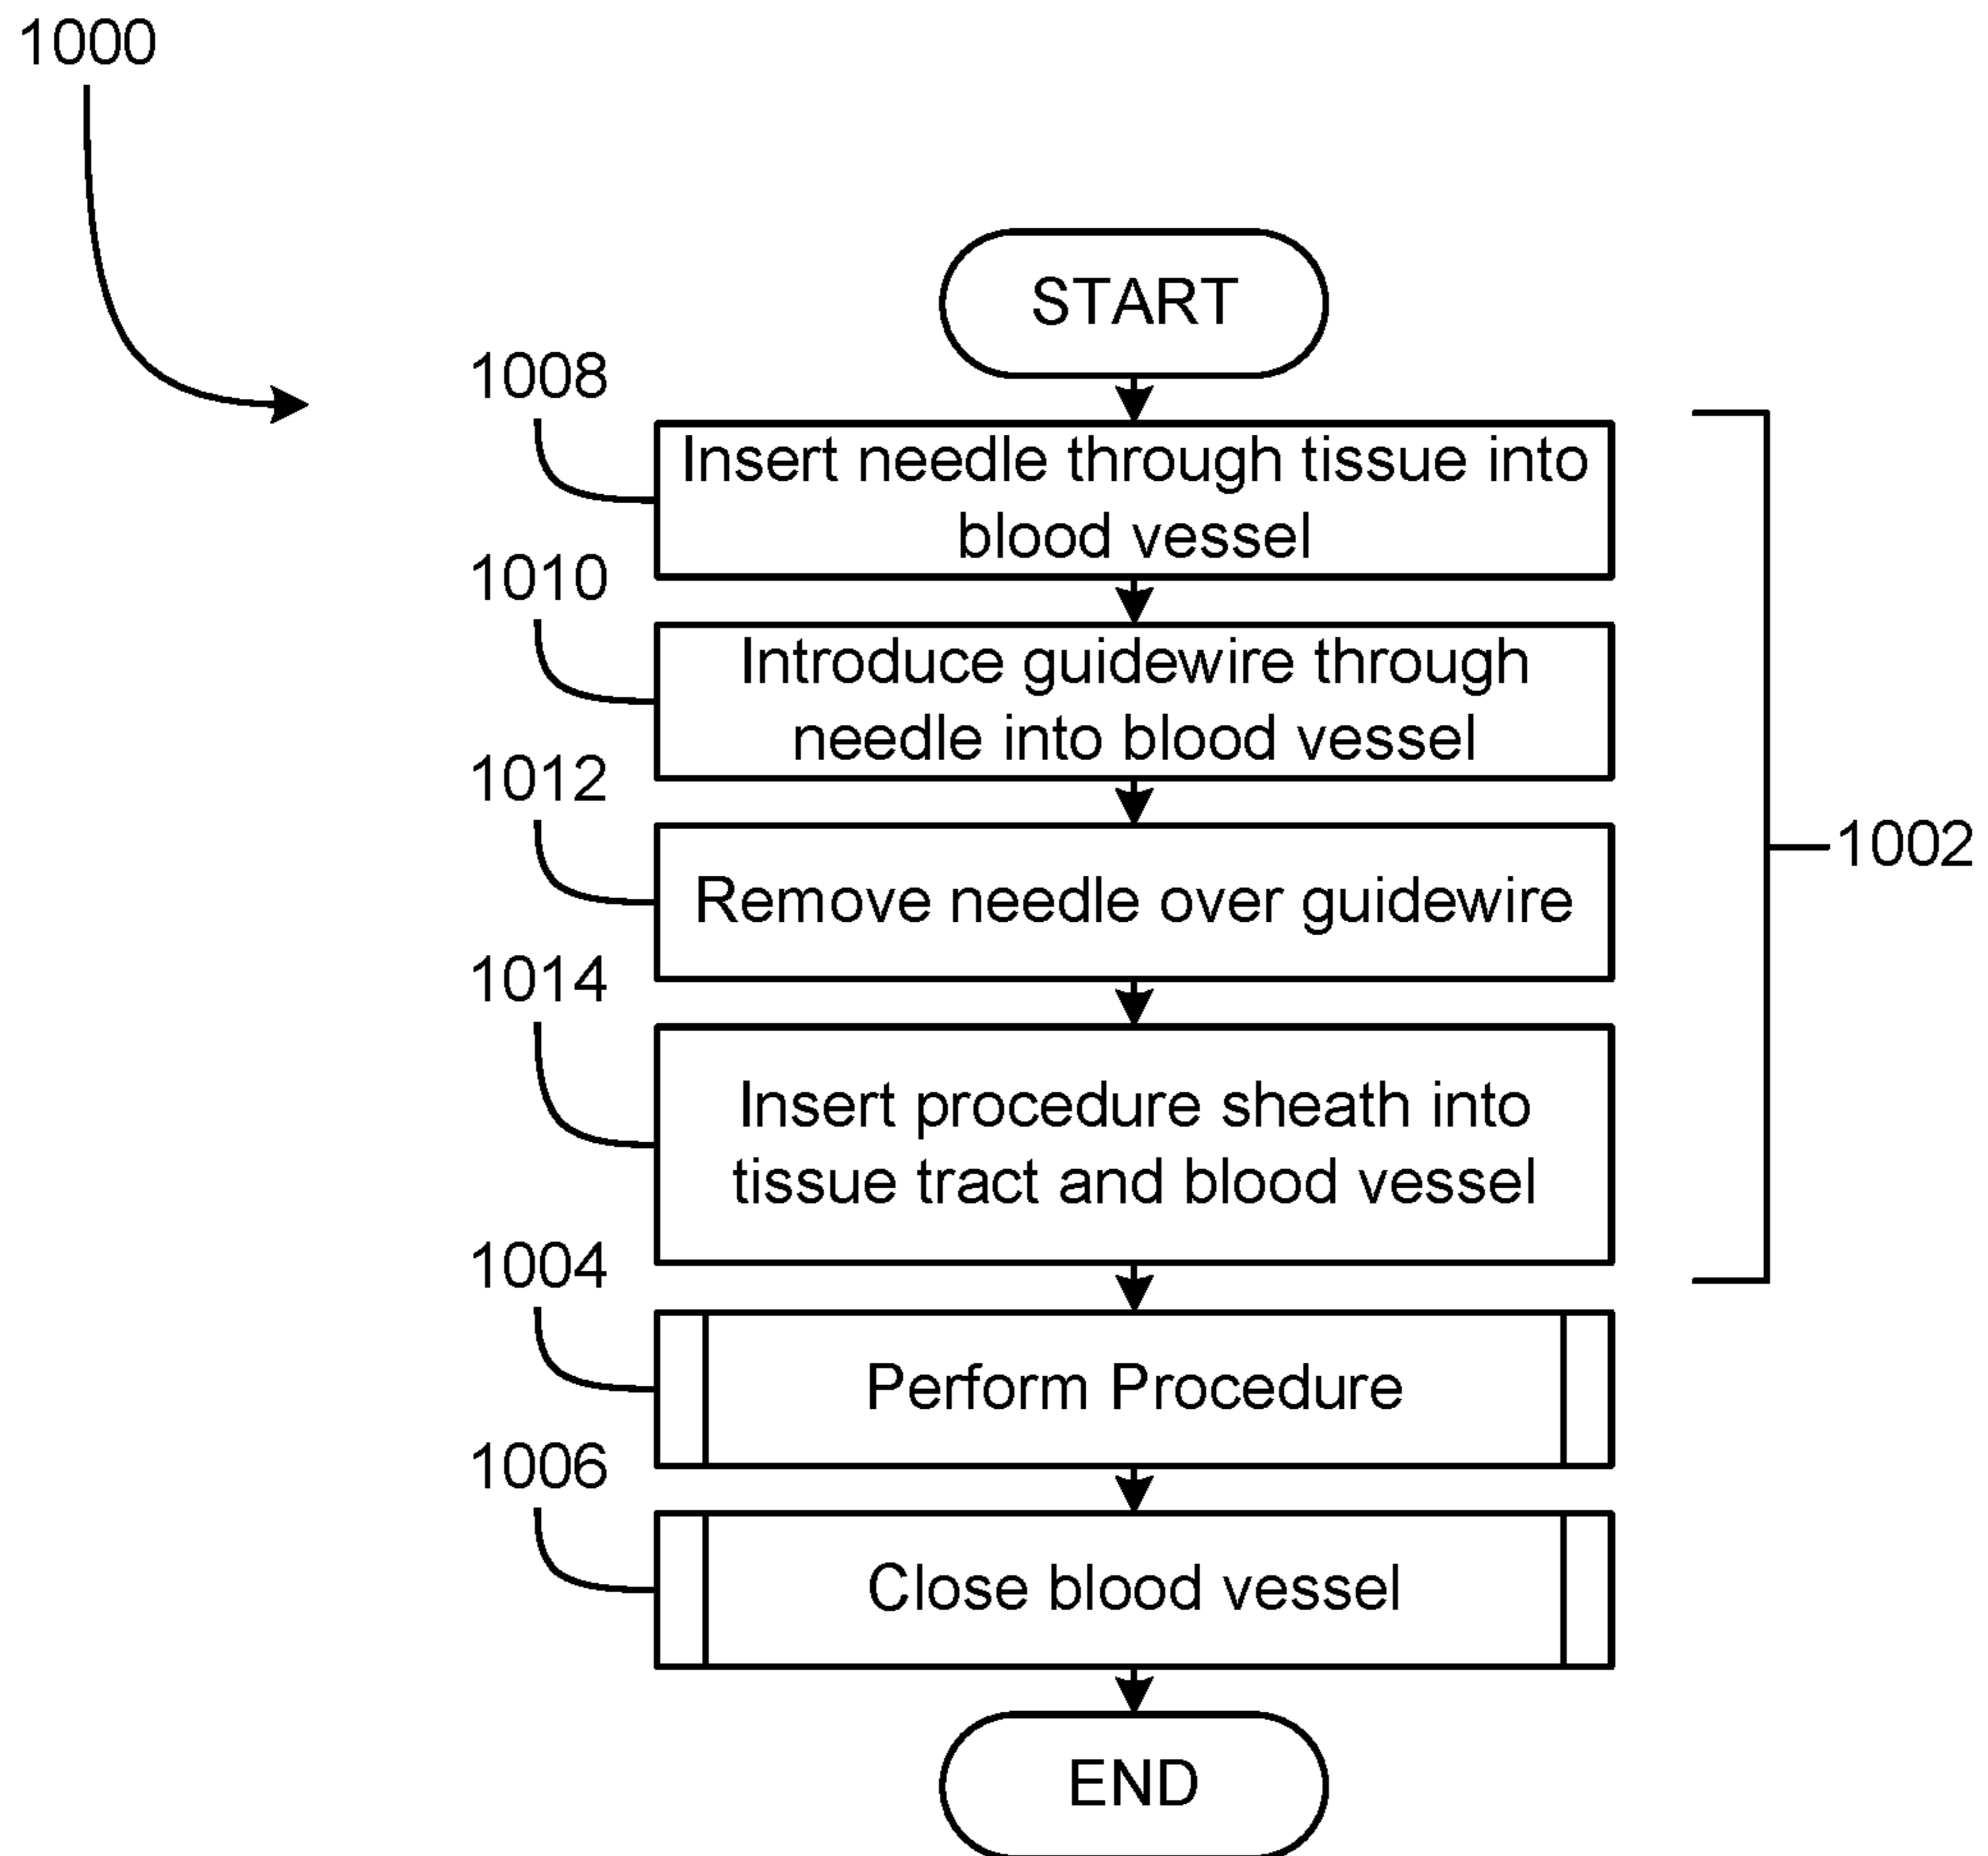 1000
START
1008
Insert needle through tissue into
blood vessel
1010
Introduce guidewire through
needle into blood vessel
1012
Remove needle over guidewire
1002
1014
Insert procedure sheath into
tissue tract and blood vessel
1004
Perform Procedure
1006
Close blood vessel
END